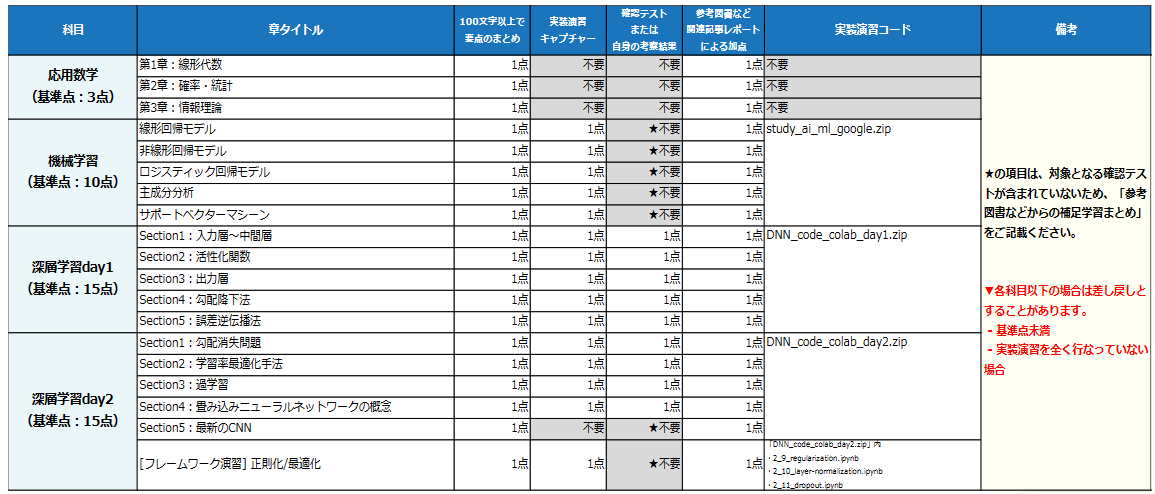 科目 章タイトル 100文字以上で 要点のまとめ 実装演習 キャプチャー 確認テスト または 自身の考察結果 参考図書など 関連記事レポート による加点 実装演習コード 備考
応用数学
（基準点：3点）
第1章：線形代数 1点 不要 不要 1点 不要
第2章：確率・統計 1点 不要 不要 1点 不要
第3章：情報理論 1点 不要 不要 1点 不要
機械学習
（基準点：10点）
線形回帰モデル 1点 1点 ★不要 1点 study_ai_ml_google.zip
非線形回帰モデル 1点 1点 ★不要 1点
ロジスティック回帰モデル 1点 1点 ★不要 1点
主成分分析 1点 1点 ★不要 1点
サポートベクターマシーン 1点 1点 ★不要 1点
深層学習day1
（基準点：15点）
Section1：入力層～中間層 1点 1点 1点 1点 DNN_code_colab_day1.zip
Section2：活性化関数 1点 1点 1点 1点
Section3：出力層 1点 1点 1点 1点
Section4：勾配降下法 1点 1点 1点 1点
Section5：誤差逆伝播法 1点 1点 1点 1点
深層学習day2
（基準点：15点）
Section1：勾配消失問題 1点 1点 1点 1点 DNN_code_colab_day2.zip
Section2：学習率最適化手法 1点 1点 1点 1点
Section3：過学習 1点 1点 1点 1点
Section4：畳み込みニューラルネットワークの概念 1点 1点 1点 1点
Section5：最新のCNN 1点 不要 ★不要 1点
[フレームワーク演習] 正則化/最適化 1点 1点 ★不要 1点
「DNN_code_colab_day2.zip」内
・2_9_regularization.ipynb
・2_10_layer-normalization.ipynb
・2_11_dropout.ipynb
★の項目は、対象となる確認テス
トが含まれていないため、「参考
図書などからの補足学習まとめ」
をご記載ください。
▼各科目以下の場合は差し戻しと
することがあります。
- 基準点未満
- 実装演習を全く行なっていない
場合